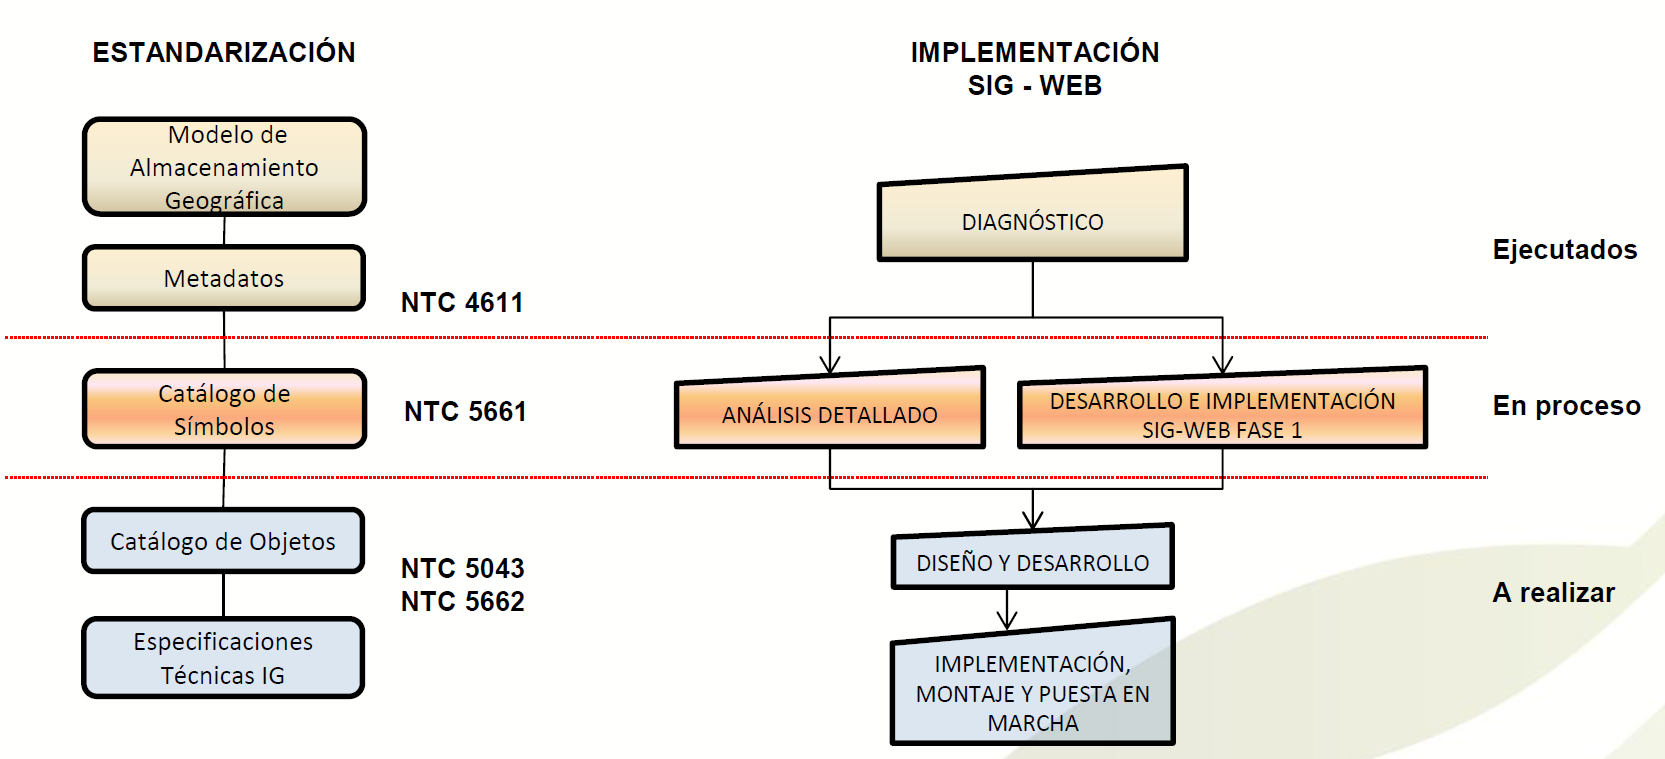 ESTANDARIZACIÓN
Modelo de
Almacenamiento
Geográfica
Metadatos
NTC 4611
Catálogo de
Símbolos
NTC 5661
Catálogo de Objetos
NTC 5043
NTC 5662
Especificaciones
Técnicas IG
IMPLEMENTACIÓN
SIG - WEB
DIAGNÓSTICO
ANÁLISIS DETALLADO
DESARROLLO E IMPLEMENTACIÓN
SIG-WEB FASE 1
DISEÑO Y DESARROLLO
IMPLEMENTACIÓN,
MONTAJE Y PUESTA EN
MARCHA
Ejecutados
En proceso
A realizar